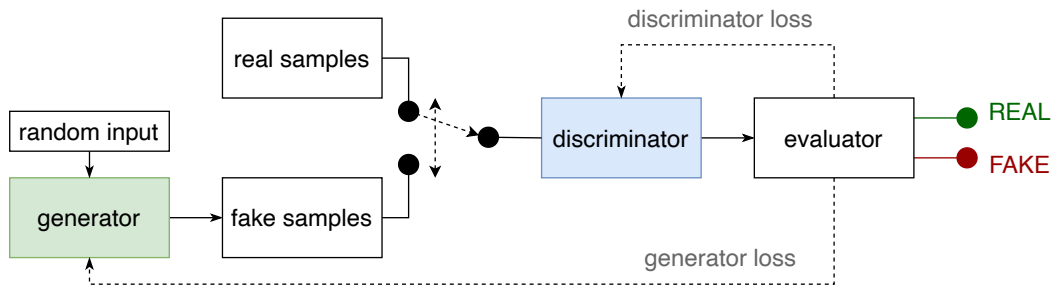 discriminator loss
real samples
random input
REAL
discriminator
evaluator
FAKE
generator
fake samples
generator loss